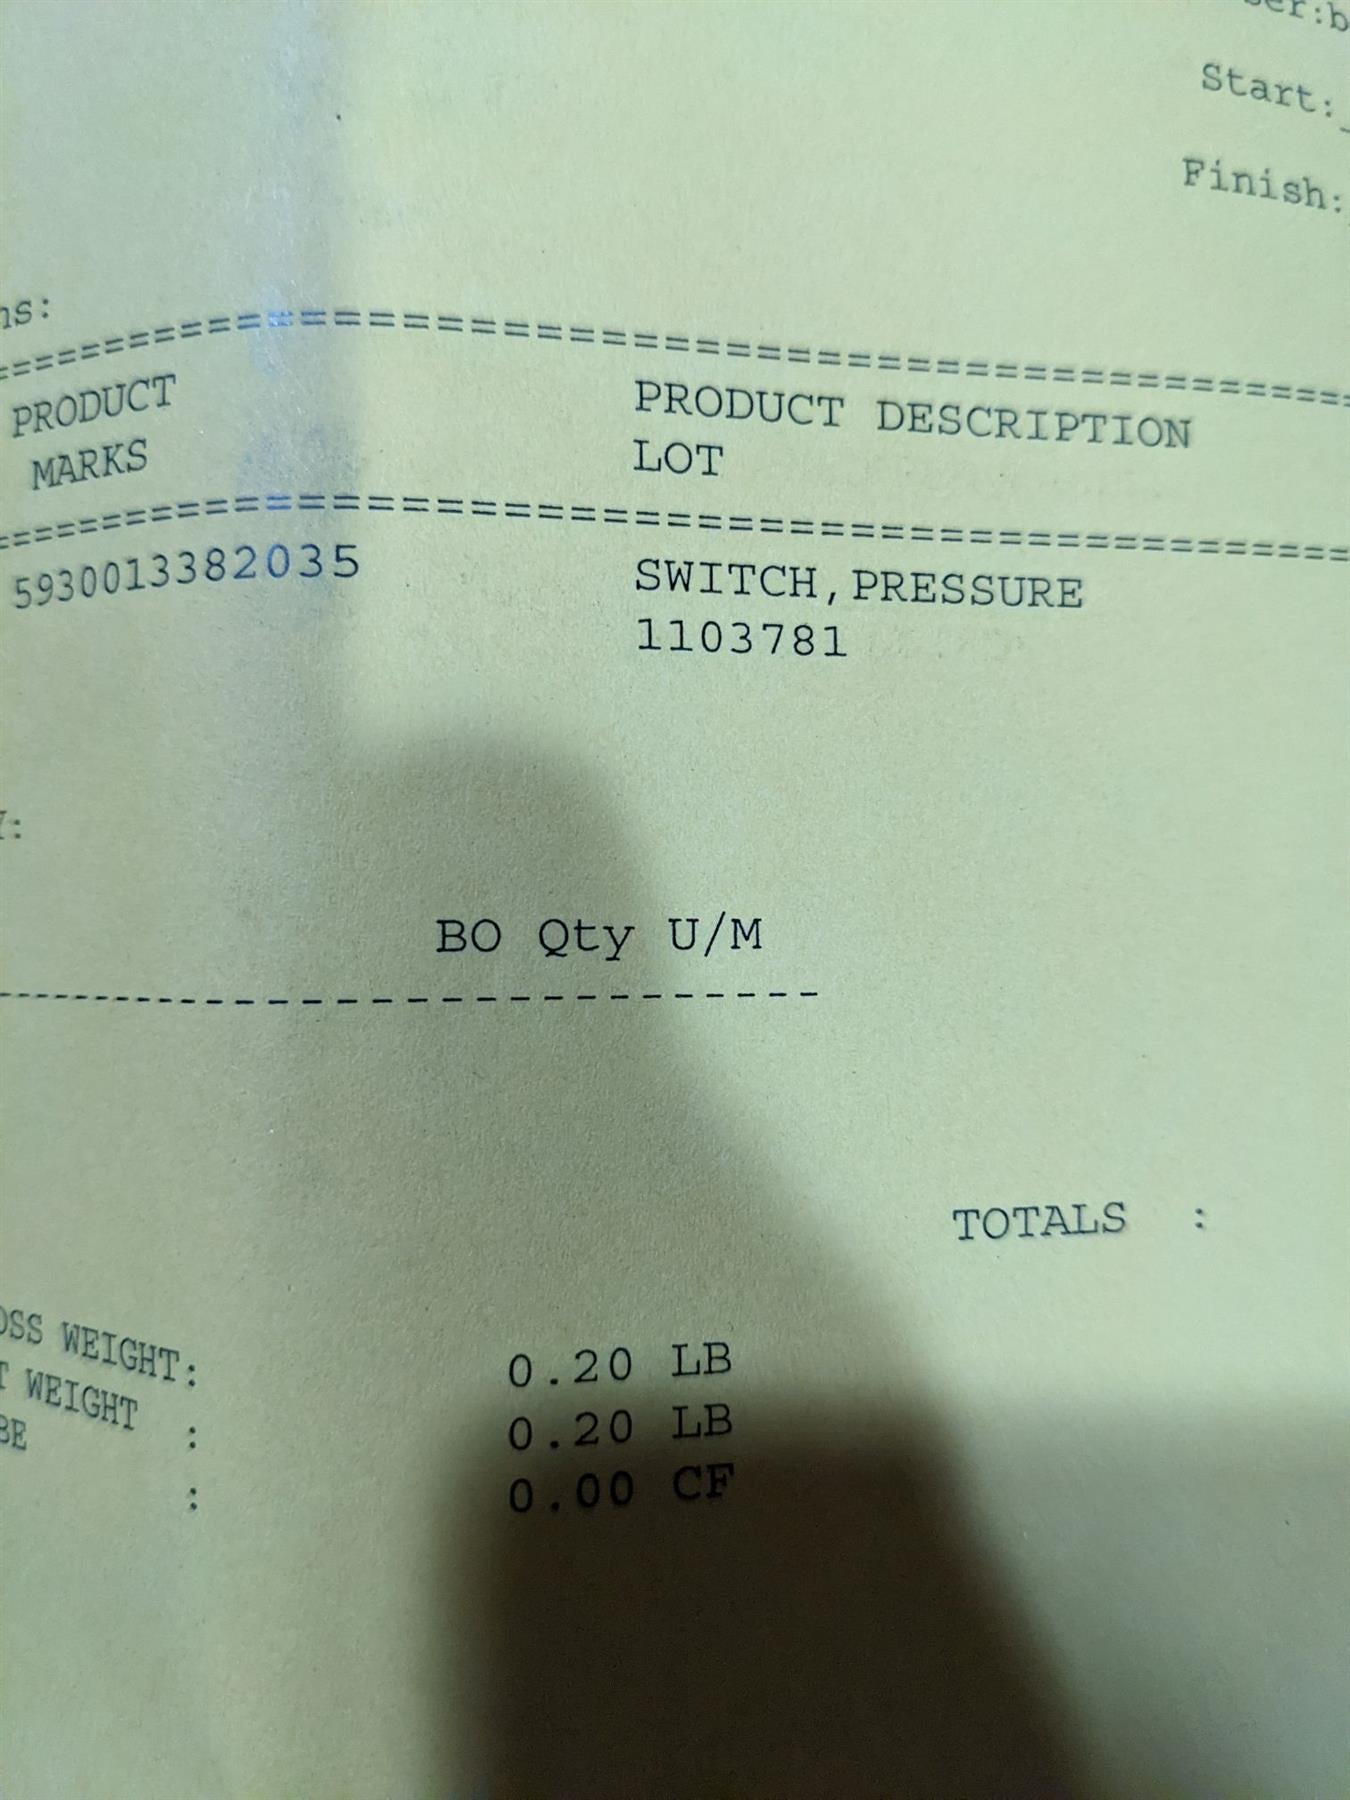 Start:
Finish:
PRODUCT PRODUCT DESCRIPTION
MARKS LOT
5930013382035 SWITCH,PRESSURE
1103781
BO Qty U/M
TOTALS :
WEIGHT: 0.20 LB
WEIGHT : 0.20 LB
: 0.00 CF